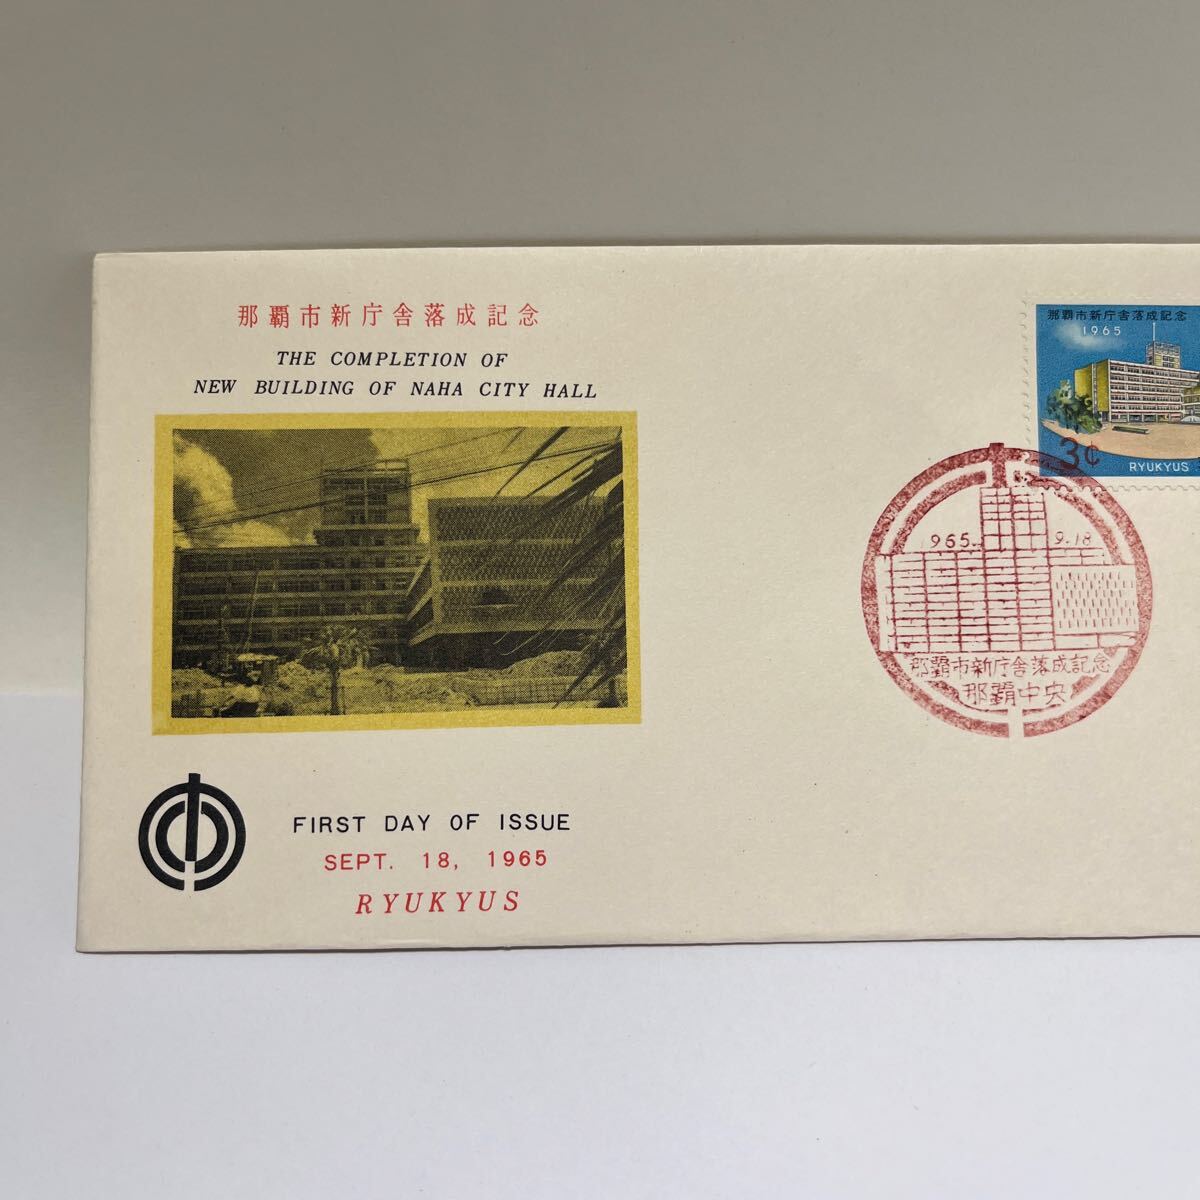 那覇市新庁舎落成記念
THE COMPLETION OF
NEW BUILDING OF NAHA CITY HALL
FIRST DAY OF ISSUE
SEPT. 18, 1965
RYUKYUS
那覇市新庁舎落成記念
1965
3¢
RYUKYUS
1965. 9.18
那覇市新庁舎落成記念
那覇中央